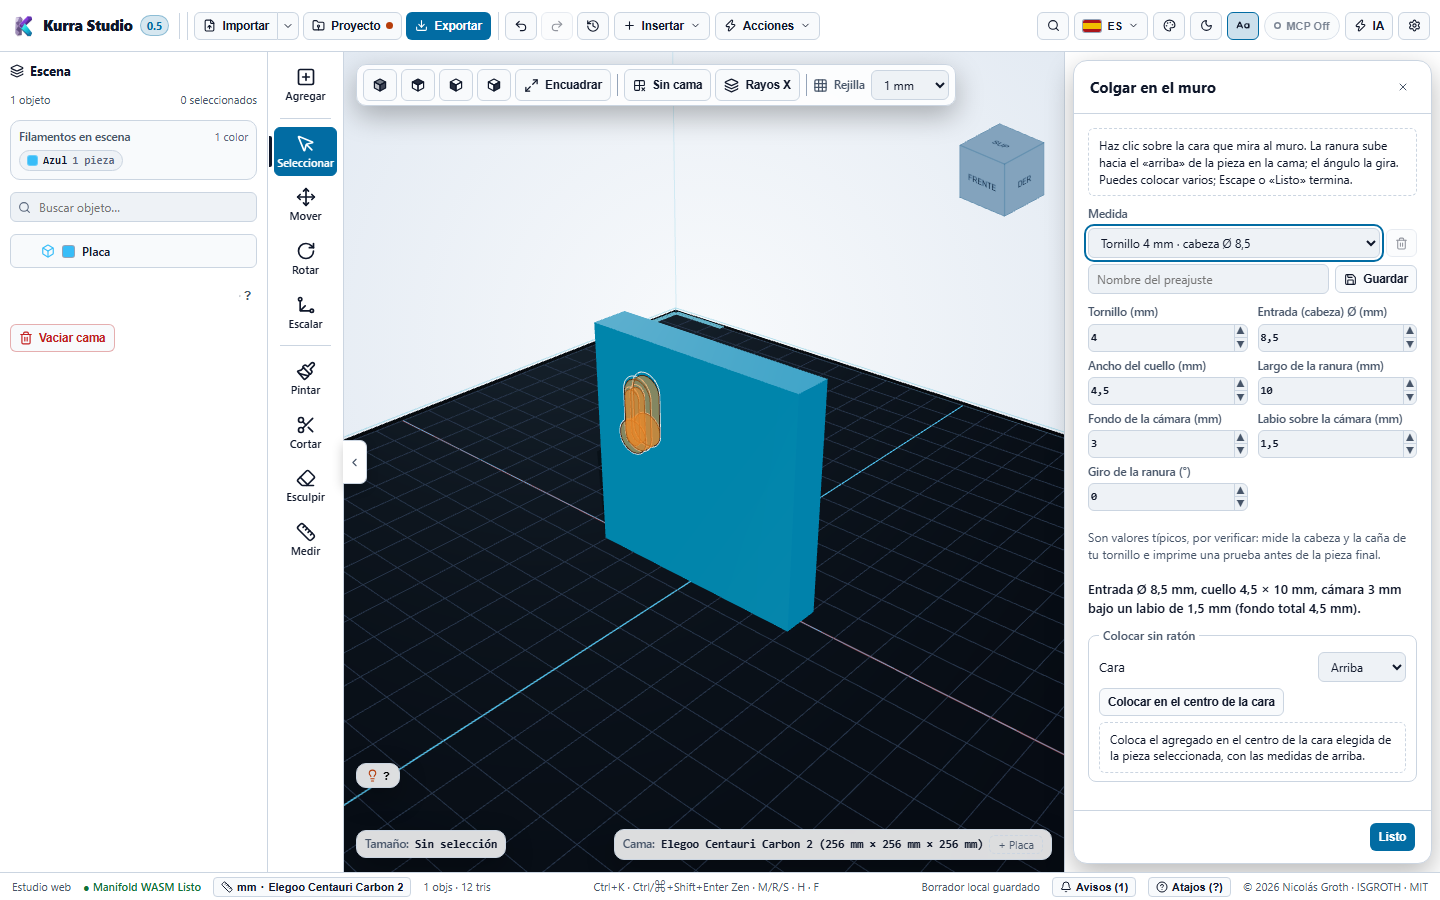 Kurra Studio 0.5
Importar
Proyecto
Exportar
Insertar
Acciones
ES
Aa
MCP Off
IA
Escena
1 objeto
0 seleccionados
Filamentos en escena
1 color
Azul 1 pieza
Buscar objeto...
Placa
?
Vaciar cama
Agregar
Seleccionar
Mover
Rotar
Escalar
Pintar
Cortar
Esculpir
Medir
Encuadrar
Sin cama
Rayos X
Rejilla
1 mm
FRENTE
DER
?
Tamaño: Sin selección
Cama: Elegoo Centauri Carbon 2 (256 mm × 256 mm × 256 mm)
+ Placa
Colgar en el muro
Haz clic sobre la cara que mira al muro. La ranura sube
hacia el «arriba» de la pieza en la cama; el ángulo la gira.
Puedes colocar varios; Escape o «Listo» termina.
Medida
Tornillo 4 mm · cabeza Ø 8,5
Nombre del preajuste
Guardar
Tornillo (mm)
Entrada (cabeza) Ø (mm)
4
8,5
Ancho del cuello (mm)
Largo de la ranura (mm)
4,5
10
Fondo de la cámara (mm)
Labio sobre la cámara (mm)
3
1,5
Giro de la ranura (°)
0
Son valores típicos, por verificar: mide la cabeza y la caña de
tu tornillo e imprime una prueba antes de la pieza final.
Entrada Ø 8,5 mm, cuello 4,5 × 10 mm, cámara 3 mm
bajo un labio de 1,5 mm (fondo total 4,5 mm).
Colocar sin ratón
Cara
Arriba
Colocar en el centro de la cara
Coloca el agregado en el centro de la cara elegida de
la pieza seleccionada, con las medidas de arriba.
Listo
Estudio web
Manifold WASM Listo
mm · Elegoo Centauri Carbon 2
1 objs · 12 tris
Ctrl+K · Ctrl/⌘+Shift+Enter Zen · M/R/S · H · F
Borrador local guardado
Avisos (1)
Atajos (?)
© 2026 Nicolás Groth · ISGROTH · MIT